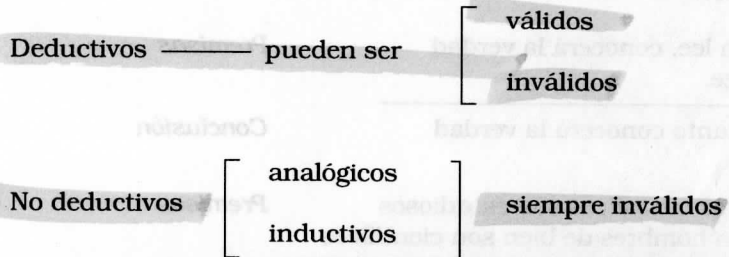 válidos
Deductivos —— pueden ser
inválidos
analógicos
No deductivos siempre inválidos
inductivos